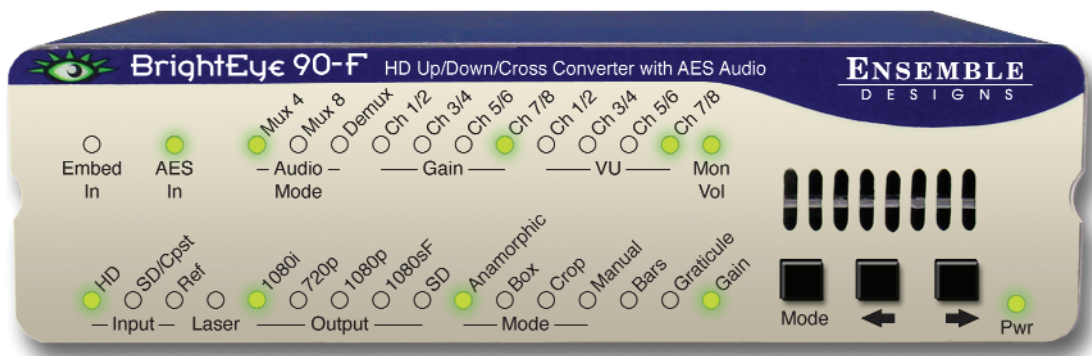 BrightEye 90-F HD Up/Down/Cross Converter with AES Audio
ENSEMBLE
DESIGNS
Mux 4 Mux 8 Demux Ch 1/2 Ch 3/4 Ch 5/6 Ch 7/8 Ch 1/2 Ch 3/4 Ch 5/6 Ch 7/8
Embed In
AES In
Audio Mode
Gain
VU
Mon Vol
HD SD/Cpst Ref 1080i 720p 1080p 1080sF SD Anamorphic Box Crop Manual Bars Graticule Gain
Input Laser Output Mode
Mode
Pwr